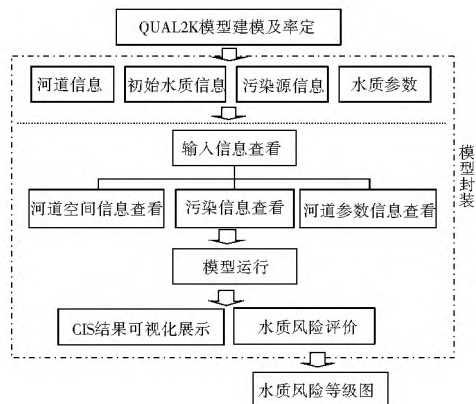 QUAL2K模型建模及率定
河道信息
初始水质信息
污染源信息
水质参数
输入信息查看
河道空间信息查看
污染信息查看
河道参数信息查看
模型运行
CIS结果可视化展示
水质风险评价
模型封装
水质风险等级图